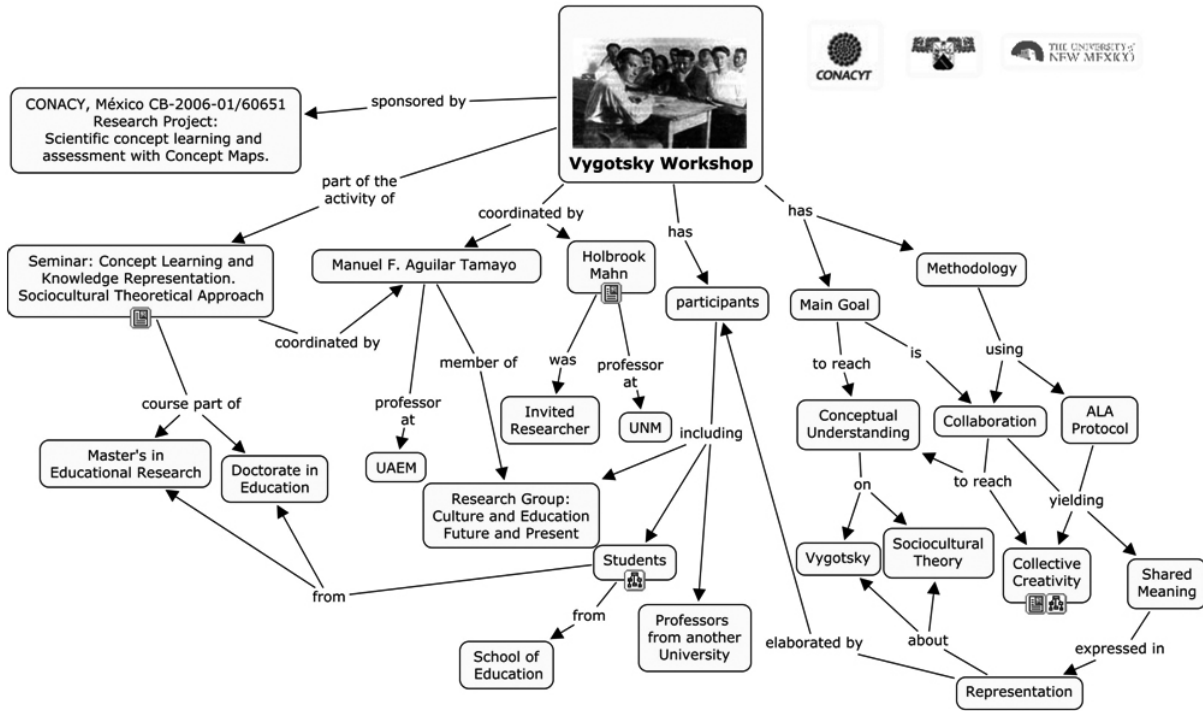 CONACYT
THE UNIVERSITY of
NEW MEXICO
Vygotsky Workshop
sponsored by
CONACY, México CB-2006-01/60651
Research Project:
Scientific concept learning and
assessment with Concept Maps.
part of the
activity of
coordinated by
has
has
Seminar: Concept Learning and
Knowledge Representation.
Sociocultural Theoretical Approach
Manuel F. Aguilar Tamayo
Holbrook
Mahn
participants
Main Goal
Methodology
coordinated by
member of
was
professor
at
to reach
is
using
course part of
professor
at
Invited
Researcher
UNM
including
Conceptual
Understanding
Collaboration
ALA
Protocol
Master's in
Educational Research
Doctorate in
Education
UAEM
Research Group:
Culture and Education
Future and Present
on
to reach
yielding
Vygotsky
Sociocultural
Theory
Collective
Creativity
Shared
Meaning
Students
from
from
School of
Education
Professors
from another
University
elaborated by
about
expressed in
Representation